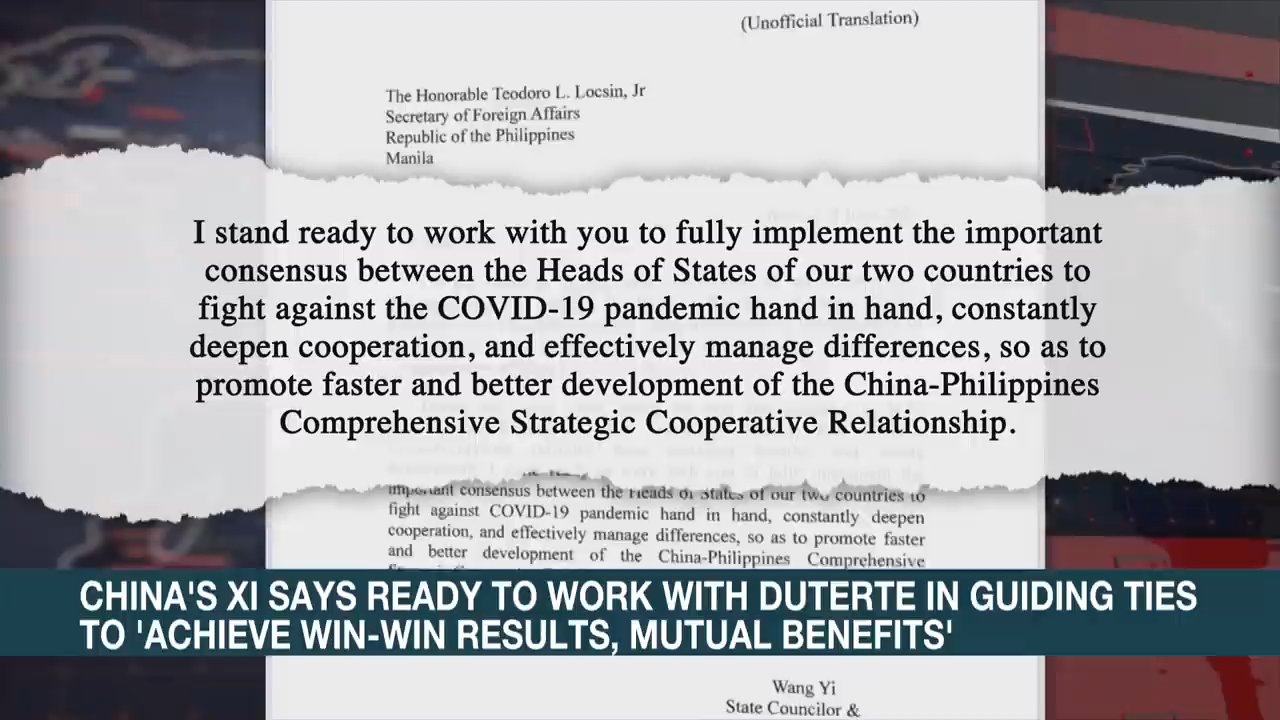 (Unofficial Translation)
The Honorable Teodoro L. Locsin, Jr
Secretary of Foreign Affairs
Republic of the Philippines
Manila
I stand ready to work with you to fully implement the important
consensus between the Heads of States of our two countries to
fight against the COVID-19 pandemic hand in hand, constantly
deepen cooperation, and effectively manage differences, so as to
promote faster and better development of the China-Philippines
Comprehensive Strategic Cooperative Relationship.
important consensus between the Heads of States of our two countries to
fight against COVID-19 pandemic hand in hand, constantly deepen
cooperation, and effectively manage differences, so as to promote faster
and better development of the China-Philippines Comprehensive
CHINA'S XI SAYS READY TO WORK WITH DUTERTE IN GUIDING TIES
TO 'ACHIEVE WIN-WIN RESULTS, MUTUAL BENEFITS'
Wang Yi
State Councilor &